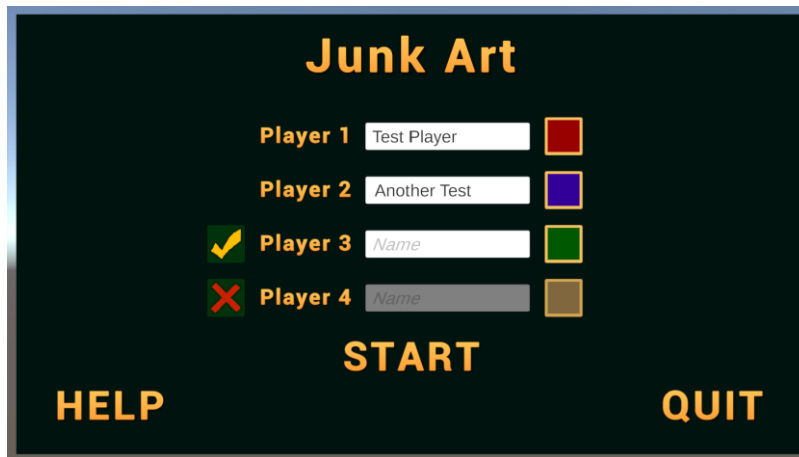 Junk Art
Player 1 Test Player
Player 2 Another Test
Player 3 Name
Player 4 Name
START
HELP QUIT